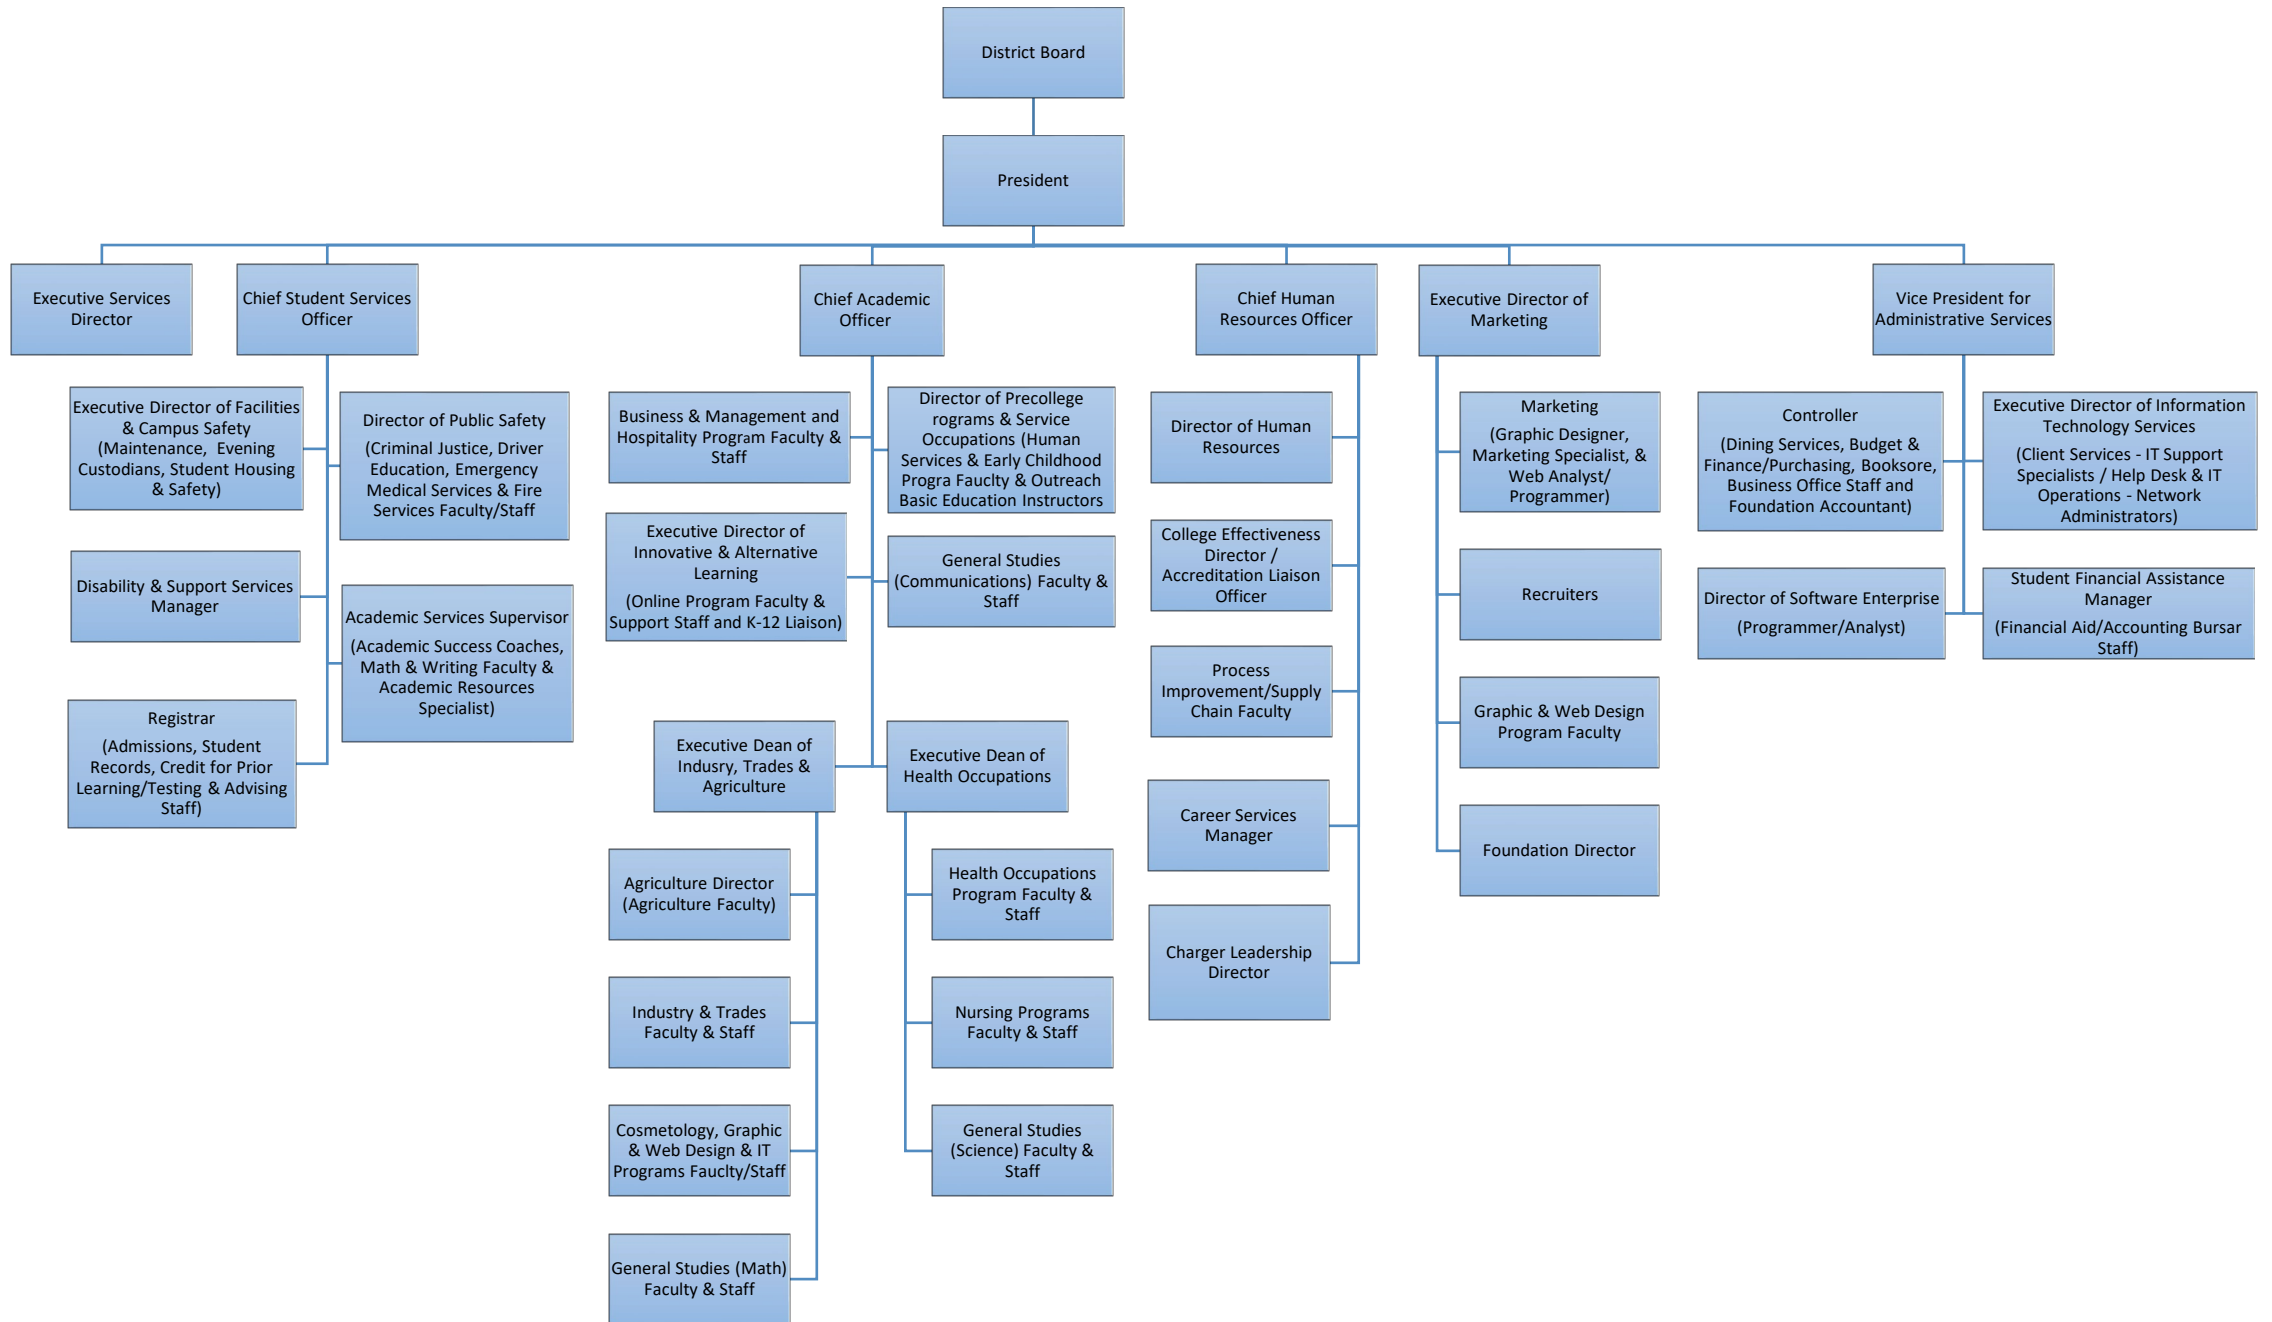 District Board
President
Executive Services
Director
Chief Student Services
Officer
Chief Academic
Officer
Chief Human
Resources Officer
Executive Director of
Marketing
Vice President for
Administrative Services
Executive Director of Facilities
& Campus Safety
(Maintenance, Evening
Custodians, Student Housing
& Safety)
Director of Public Safety
(Criminal Justice, Driver
Education, Emergency
Medical Services & Fire
Services Faculty/Staff
Disability & Support Services
Manager
Academic Services Supervisor
(Academic Success Coaches,
Math & Writing Faculty &
Academic Resources
Specialist)
Registrar
(Admissions, Student
Records, Credit for Prior
Learning/Testing & Advising
Staff)
Business & Management and
Hospitality Program Faculty &
Staff
Director of Precollege
rograms & Service
Occupations (Human
Services & Early Childhood
Progra Fauclty & Outreach
Basic Education Instructors
Executive Director of
Innovative & Alternative
Learning
(Online Program Faculty &
Support Staff and K-12 Liaison)
General Studies
(Communications) Faculty &
Staff
Executive Dean of
Indusry, Trades &
Agriculture
Executive Dean of
Health Occupations
Agriculture Director
(Agriculture Faculty)
Industry & Trades
Faculty & Staff
Cosmetology, Graphic
& Web Design & IT
Programs Fauclty/Staff
General Studies (Math)
Faculty & Staff
Health Occupations
Program Faculty &
Staff
Nursing Programs
Faculty & Staff
General Studies
(Science) Faculty &
Staff
Director of Human
Resources
College Effectiveness
Director /
Accreditation Liaison
Officer
Process
Improvement/Supply
Chain Faculty
Career Services
Manager
Charger Leadership
Director
Marketing
(Graphic Designer,
Marketing Specialist, &
Web Analyst/
Programmer)
Recruiters
Graphic & Web Design
Program Faculty
Foundation Director
Controller
(Dining Services, Budget &
Finance/Purchasing, Booksore,
Business Office Staff and
Foundation Accountant)
Executive Director of Information
Technology Services
(Client Services - IT Support
Specialists / Help Desk & IT
Operations - Network
Administrators)
Director of Software Enterprise
(Programmer/Analyst)
Student Financial Assistance
Manager
(Financial Aid/Accounting Bursar
Staff)